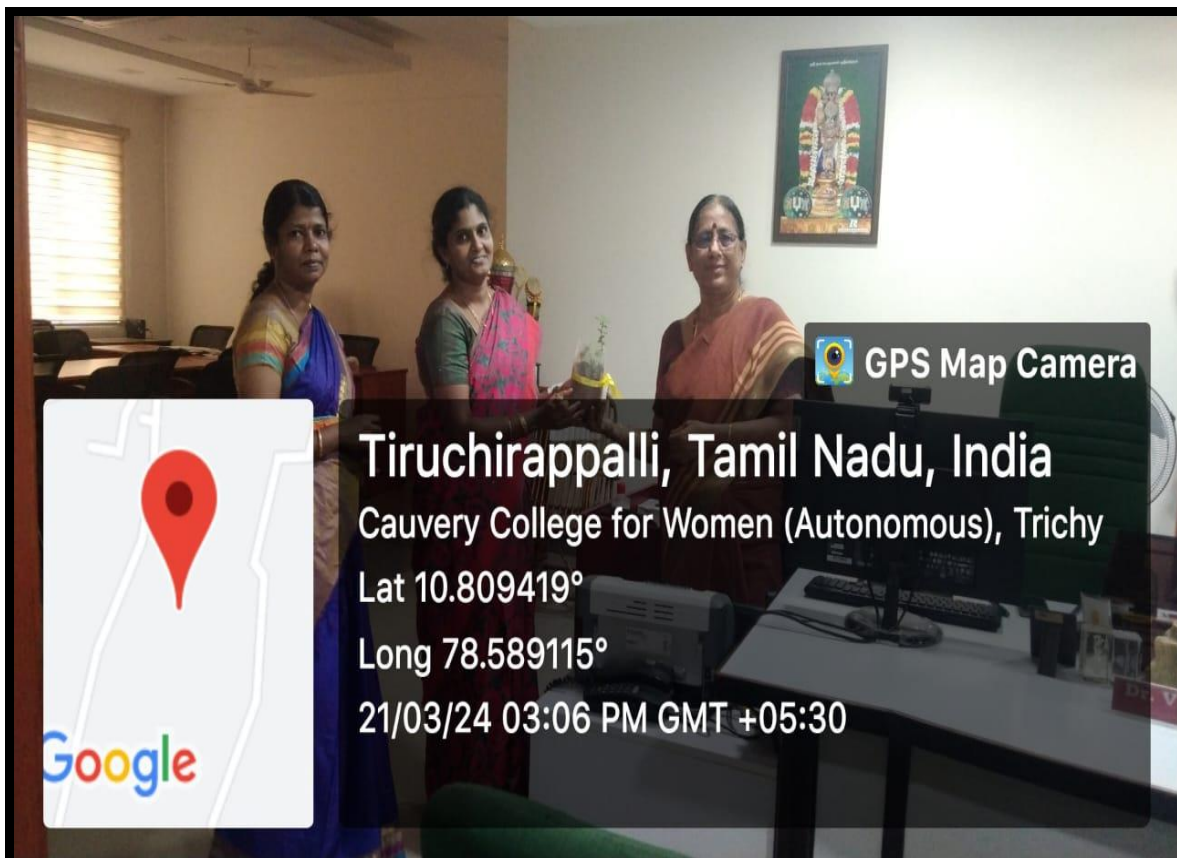 GPS Map Camera
Tiruchirappalli, Tamil Nadu, India
Cauvery College for Women (Autonomous), Trichy
Lat 10.809419°
Long 78.589115°
21/03/24 03:06 PM GMT +05:30
Google
Dr. V